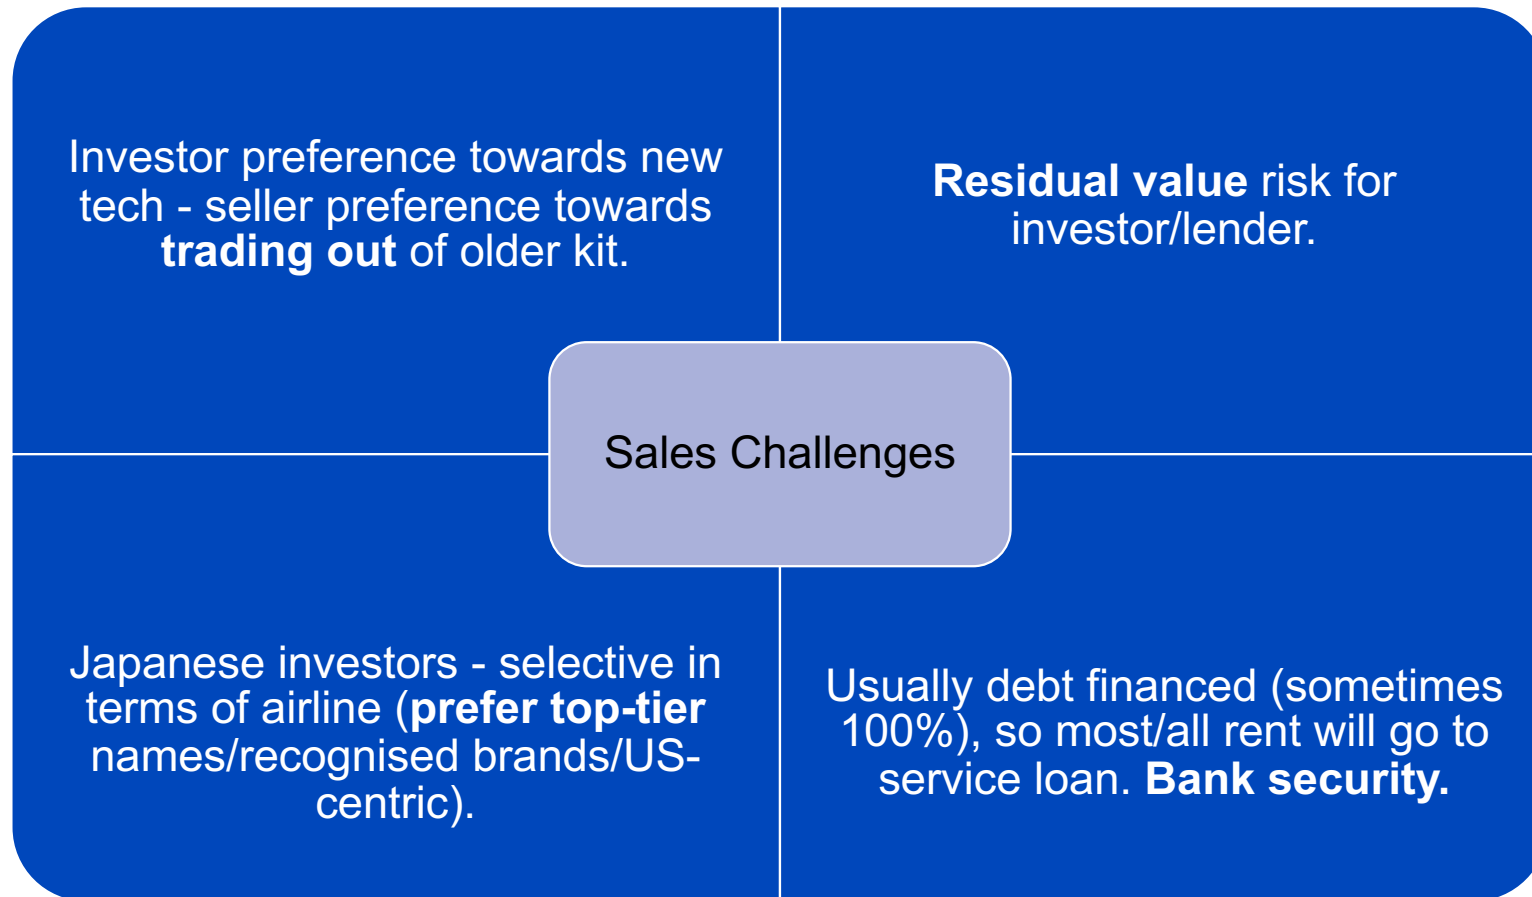 Investor preference towards new
tech - seller preference towards
trading out of older kit.
Residual value risk for
investor/lender.
Sales Challenges
Japanese investors - selective in
terms of airline (prefer top-tier
names/recognised brands/US-
centric).
Usually debt financed (sometimes
100%), so most/all rent will go to
service loan. Bank security.